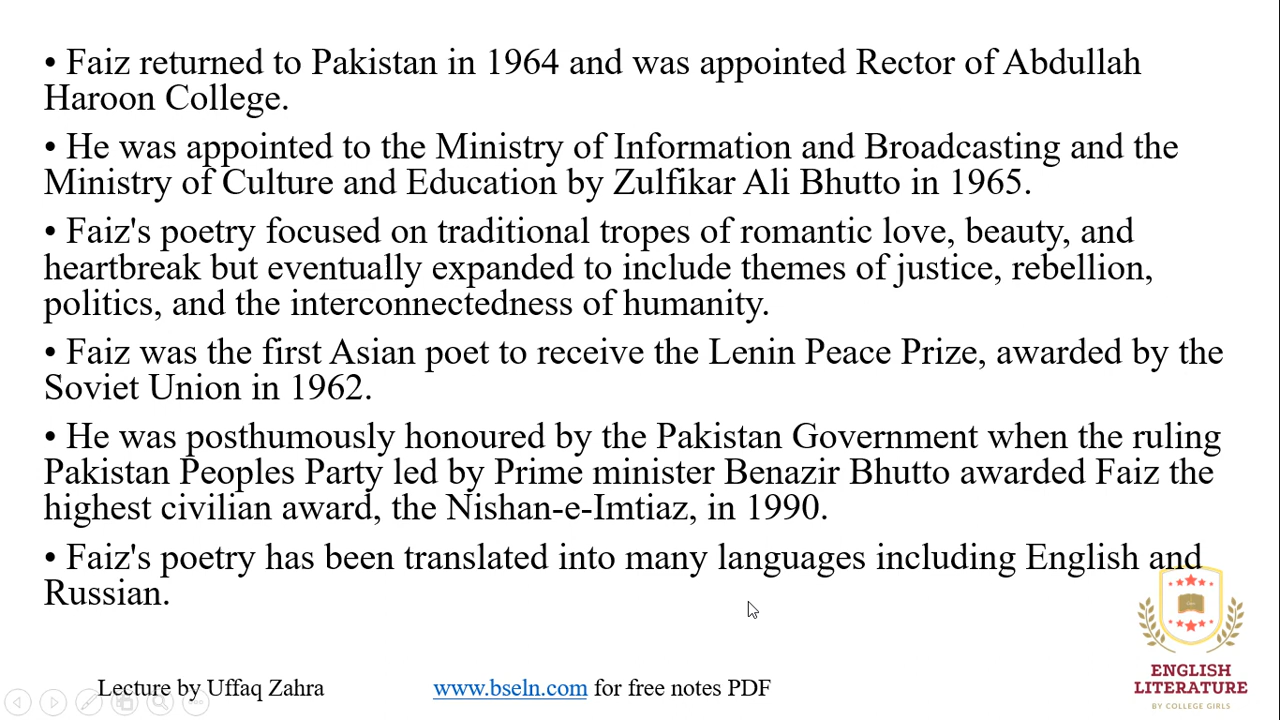 • Faiz returned to Pakistan in 1964 and was appointed Rector of Abdullah
Haroon College.
• He was appointed to the Ministry of Information and Broadcasting and the
Ministry of Culture and Education by Zulfikar Ali Bhutto in 1965.
• Faiz's poetry focused on traditional tropes of romantic love, beauty, and
heartbreak but eventually expanded to include themes of justice, rebellion,
politics, and the interconnectedness of humanity.
• Faiz was the first Asian poet to receive the Lenin Peace Prize, awarded by the
Soviet Union in 1962.
• He was posthumously honoured by the Pakistan Government when the ruling
Pakistan Peoples Party led by Prime minister Benazir Bhutto awarded Faiz the
highest civilian award, the Nishan-e-Imtiaz, in 1990.
• Faiz's poetry has been translated into many languages including English and
Russian.
Lecture by Uffaq Zahra
www.bseln.com for free notes PDF
ENGLISH
LITERATURE
BY COLLEGE GIRLS